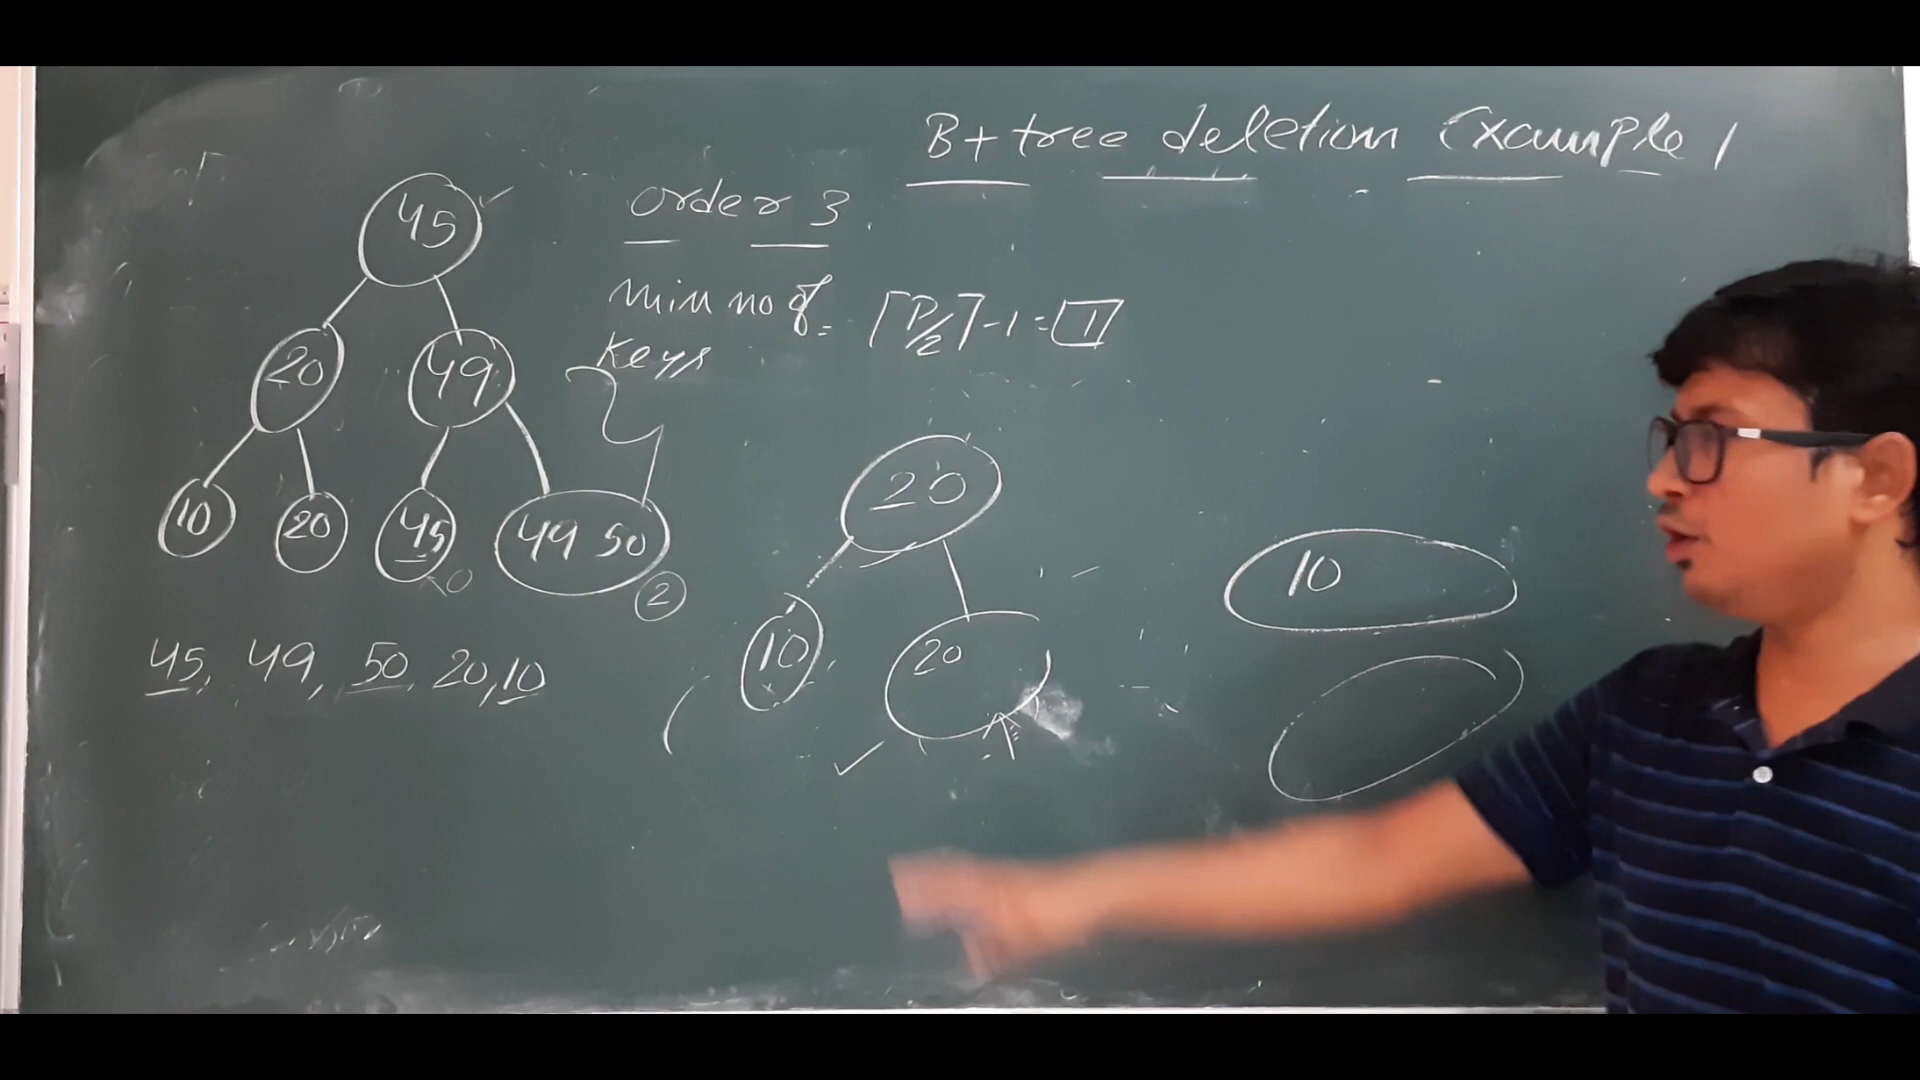 B+ tree deletion Example 1
order 3
min no of = ⌈P/2⌉ - 1 = 1
Keys
45
20 49
10 20 45 49 50
0 2
45, 49, 50, 20, 10
20
10 20
10